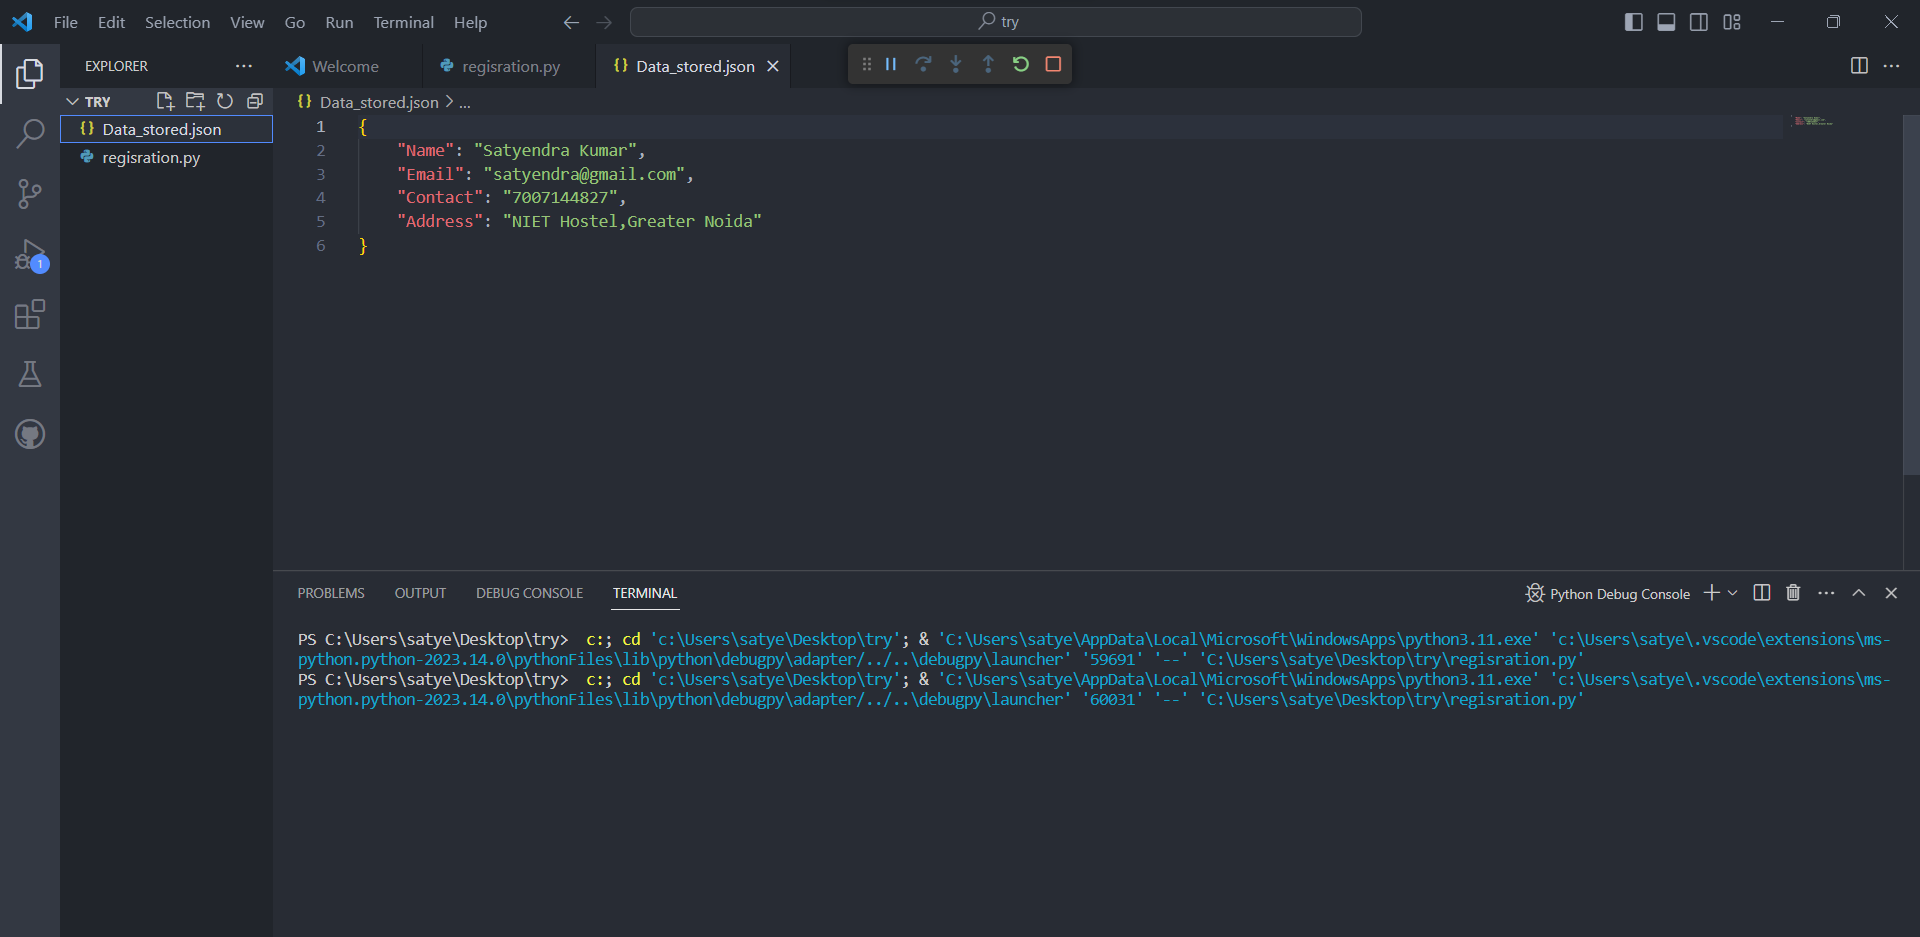 File Edit Selection View Go Run Terminal Help
try
EXPLORER
Welcome
regisration.py
Data_stored.json
TRY
Data_stored.json
regisration.py
1
Data_stored.json > ...
1 {
2 "Name": "Satyendra Kumar",
3 "Email": "satyendra@gmail.com",
4 "Contact": "7007144827",
5 "Address": "NIET Hostel,Greater Noida"
6 }
PROBLEMS OUTPUT DEBUG CONSOLE TERMINAL
Python Debug Console
PS C:\Users\satye\Desktop\try> c:; cd 'c:\Users\satye\Desktop\try'; & 'C:\Users\satye\AppData\Local\Microsoft\WindowsApps\python3.11.exe' 'c:\Users\satye\.vscode\extensions\ms-
python.python-2023.14.0\pythonFiles\lib\python\debugpy\adapter/../..\debugpy\launcher' '59691' '--' 'C:\Users\satye\Desktop\try\regisration.py'
PS C:\Users\satye\Desktop\try> c:; cd 'c:\Users\satye\Desktop\try'; & 'C:\Users\satye\AppData\Local\Microsoft\WindowsApps\python3.11.exe' 'c:\Users\satye\.vscode\extensions\ms-
python.python-2023.14.0\pythonFiles\lib\python\debugpy\adapter/../..\debugpy\launcher' '60031' '--' 'C:\Users\satye\Desktop\try\regisration.py'